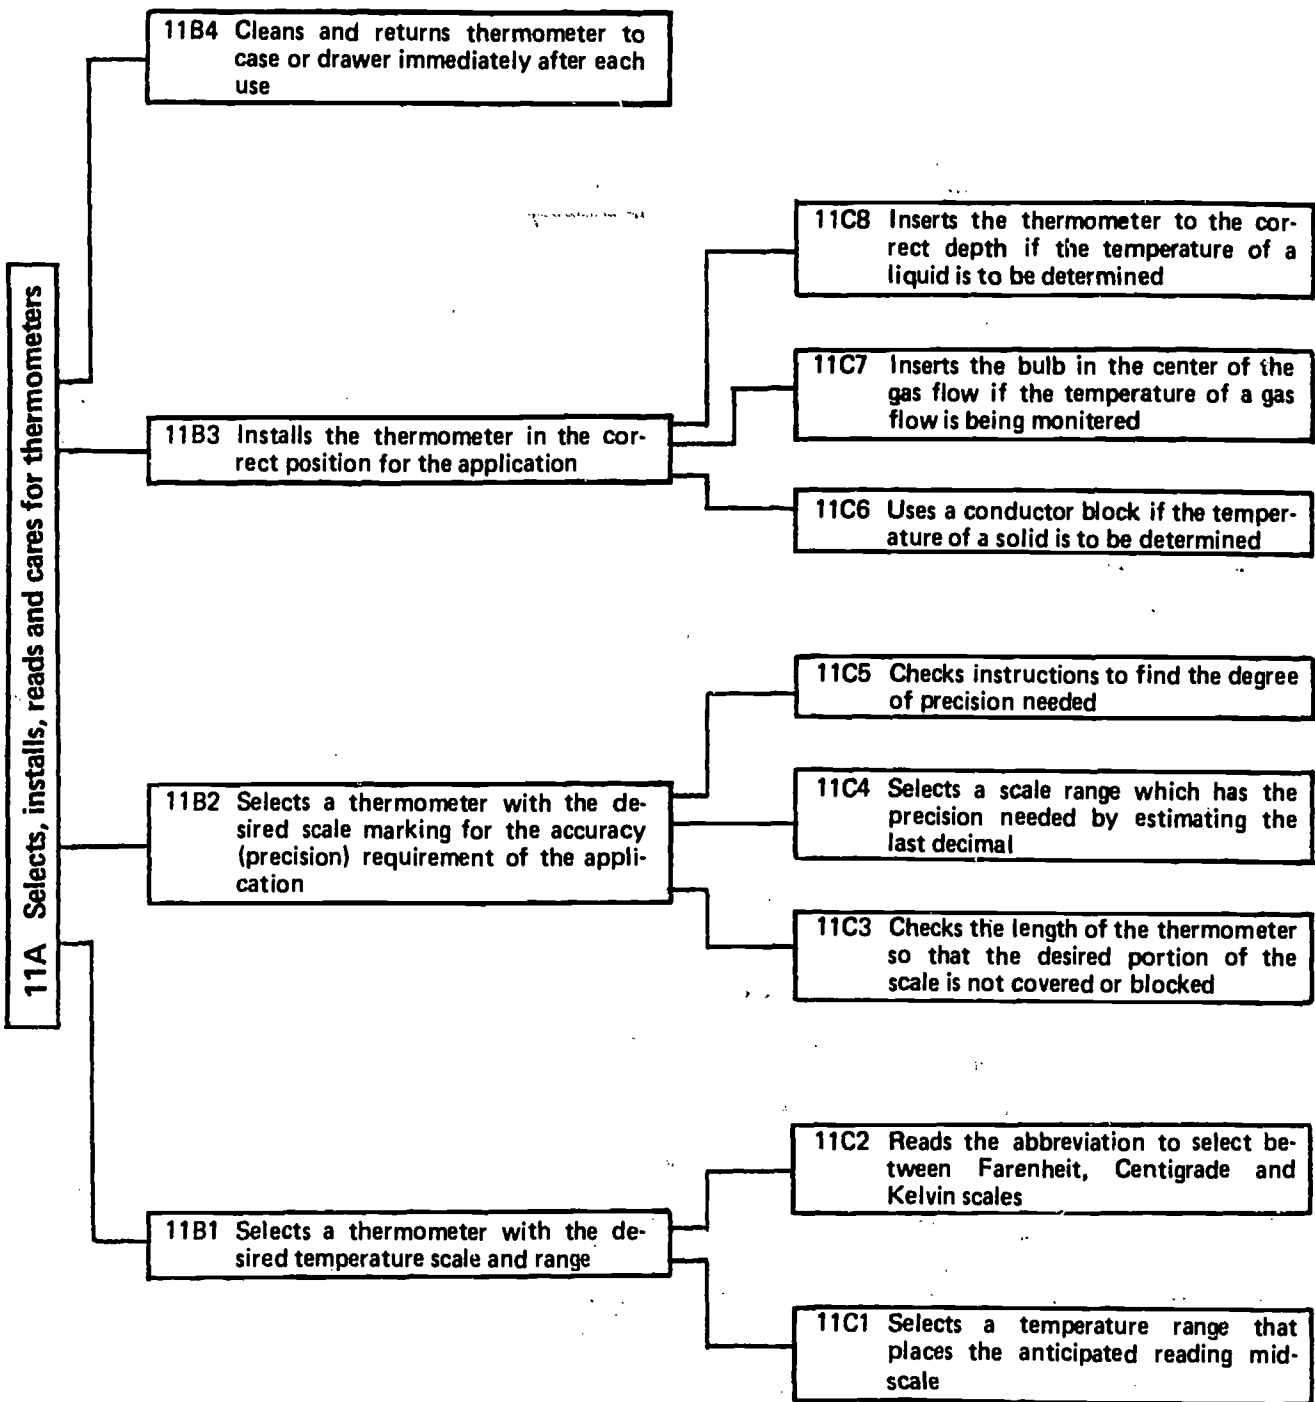 11A Selects, installs, reads and cares for thermometers
11B4 Cleans and returns thermometer to
case or drawer immediately after each
use
11B3 Installs the thermometer in the cor-
rect position for the application
11B2 Selects a thermometer with the de-
sired scale marking for the accuracy
(precision) requirement of the appli-
cation
11B1 Selects a thermometer with the de-
sired temperature scale and range
11C8 Inserts the thermometer to the cor-
rect depth if the temperature of a
liquid is to be determined
11C7 Inserts the bulb in the center of the
gas flow if the temperature of a gas
flow is being monitered
11C6 Uses a conductor block if the temper-
ature of a solid is to be determined
11C5 Checks instructions to find the degree
of precision needed
11C4 Selects a scale range which has the
precision needed by estimating the
last decimal
11C3 Checks the length of the thermometer
so that the desired portion of the
scale is not covered or blocked
11C2 Reads the abbreviation to select be-
tween Farenheit, Centigrade and
Kelvin scales
11C1 Selects a temperature range that
places the anticipated reading mid-
scale